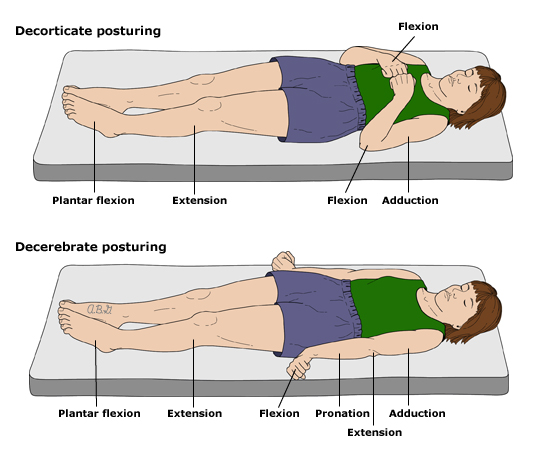 Decorticate posturing
Flexion
Plantar flexion Extension Flexion Adduction
Decerebrate posturing
Plantar flexion Extension Flexion Pronation Adduction
Extension